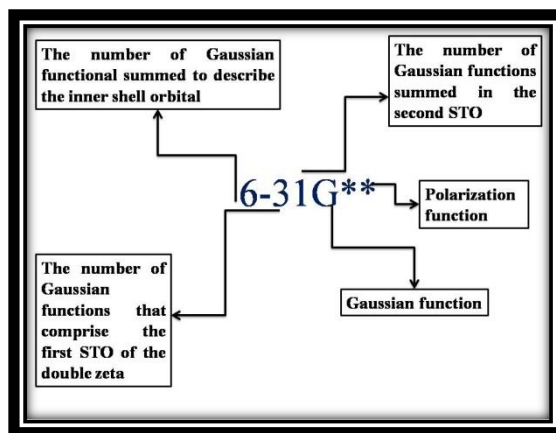 The number of Gaussian
functional summed to describe
the inner shell orbital
The number of
Gaussian functions
summed in the
second STO
6-31G**
Polarization
function
The number of
Gaussian
functions that
comprise the
first STO of the
double zeta
Gaussian function